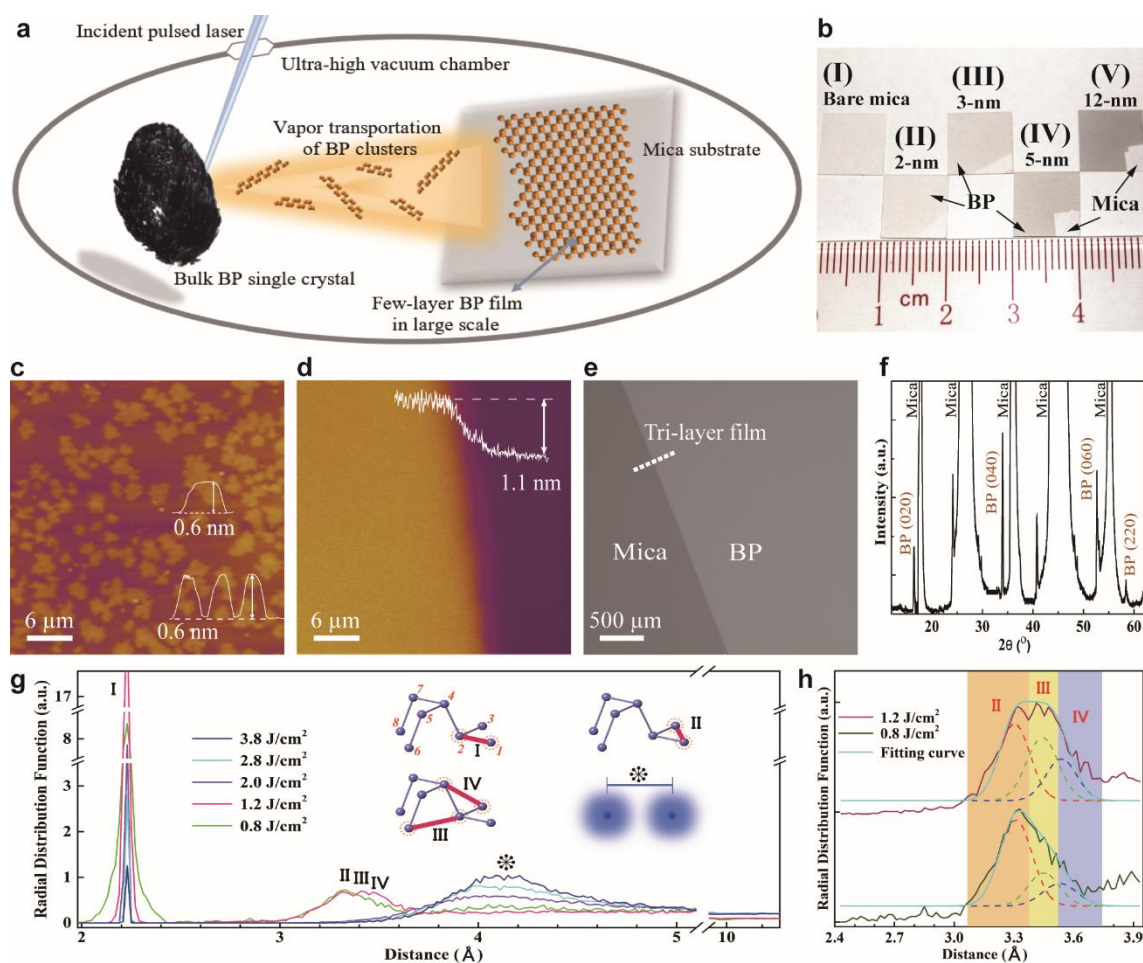 a
Incident pulsed laser
Ultra-high vacuum chamber
Vapor transportation
of BP clusters
Mica substrate
Bulk BP single crystal
Few-layer BP film
in large scale
b
(I)
Bare mica
(II)
2-nm
(III)
3-nm
(IV)
5-nm
(V)
12-nm
BP
Mica
1 cm 2 3 4
c
0.6 nm
0.6 nm
6 µm
d
1.1 nm
6 µm
e
Tri-layer film
Mica
BP
500 µm
f
Intensity (a.u.)
Mica
Mica
Mica
Mica
Mica
BP (020)
BP (040)
BP (060)
BP (220)
20 30 40 50 60
2θ (°)
g
Radial Distribution Function (a.u.)
17
8
3
2
1
0
I
3.8 J/cm²
2.8 J/cm²
2.0 J/cm²
1.2 J/cm²
0.8 J/cm²
7
4
8
5
3
6
2
I
1
II
IV
III
II III IV
2 3 4 5 10
Distance (Å)
h
Radial Distribution Function (a.u.)
1.2 J/cm²
0.8 J/cm²
Fitting curve
II
III
IV
2.4 2.7 3.0 3.3 3.6 3.9
Distance (Å)